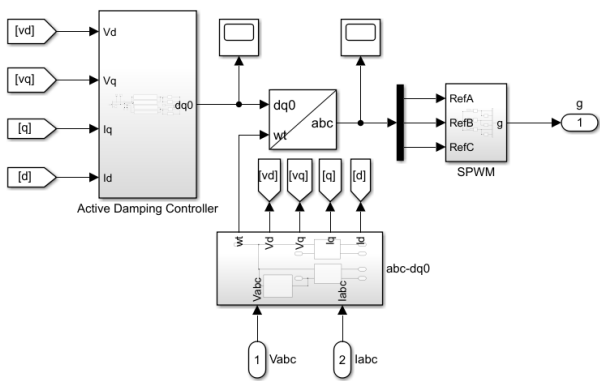 [vd]
Vd
[vq]
Vq
dq0
[q]
Iq
[d]
Id
Active Damping Controller
dq0
abc
wt
RefA
RefB
RefC
g
SPWM
g
1
[vd]
[vq]
[q]
[d]
wt
Vd
Vq
Iq
Id
Vabc
Iabc
abc-dq0
1
Vabc
2
Iabc